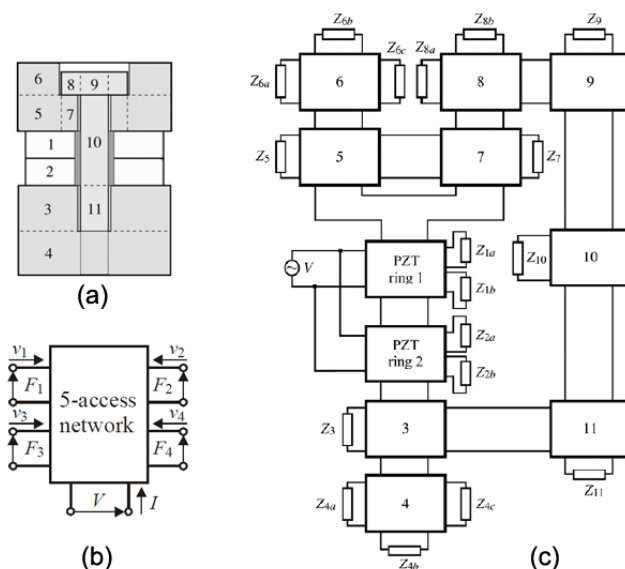 6 8 9
5 7
1 10
2
3 11
4
(a)
v1 v2
F1 F2
5-access
network
v3 v4
F3 F4
V I
(b)
Z6b Z8b Z9
Z6a 6 Z6c Z8a 8 9
Z5 5 7 Z7
V PZT
ring 1 Z1a
Z1b
Z10 10
PZT
ring 2 Z2a
Z2b
Z3 3 11
Z11
Z4a 4 Z4c
Z4b
(c)